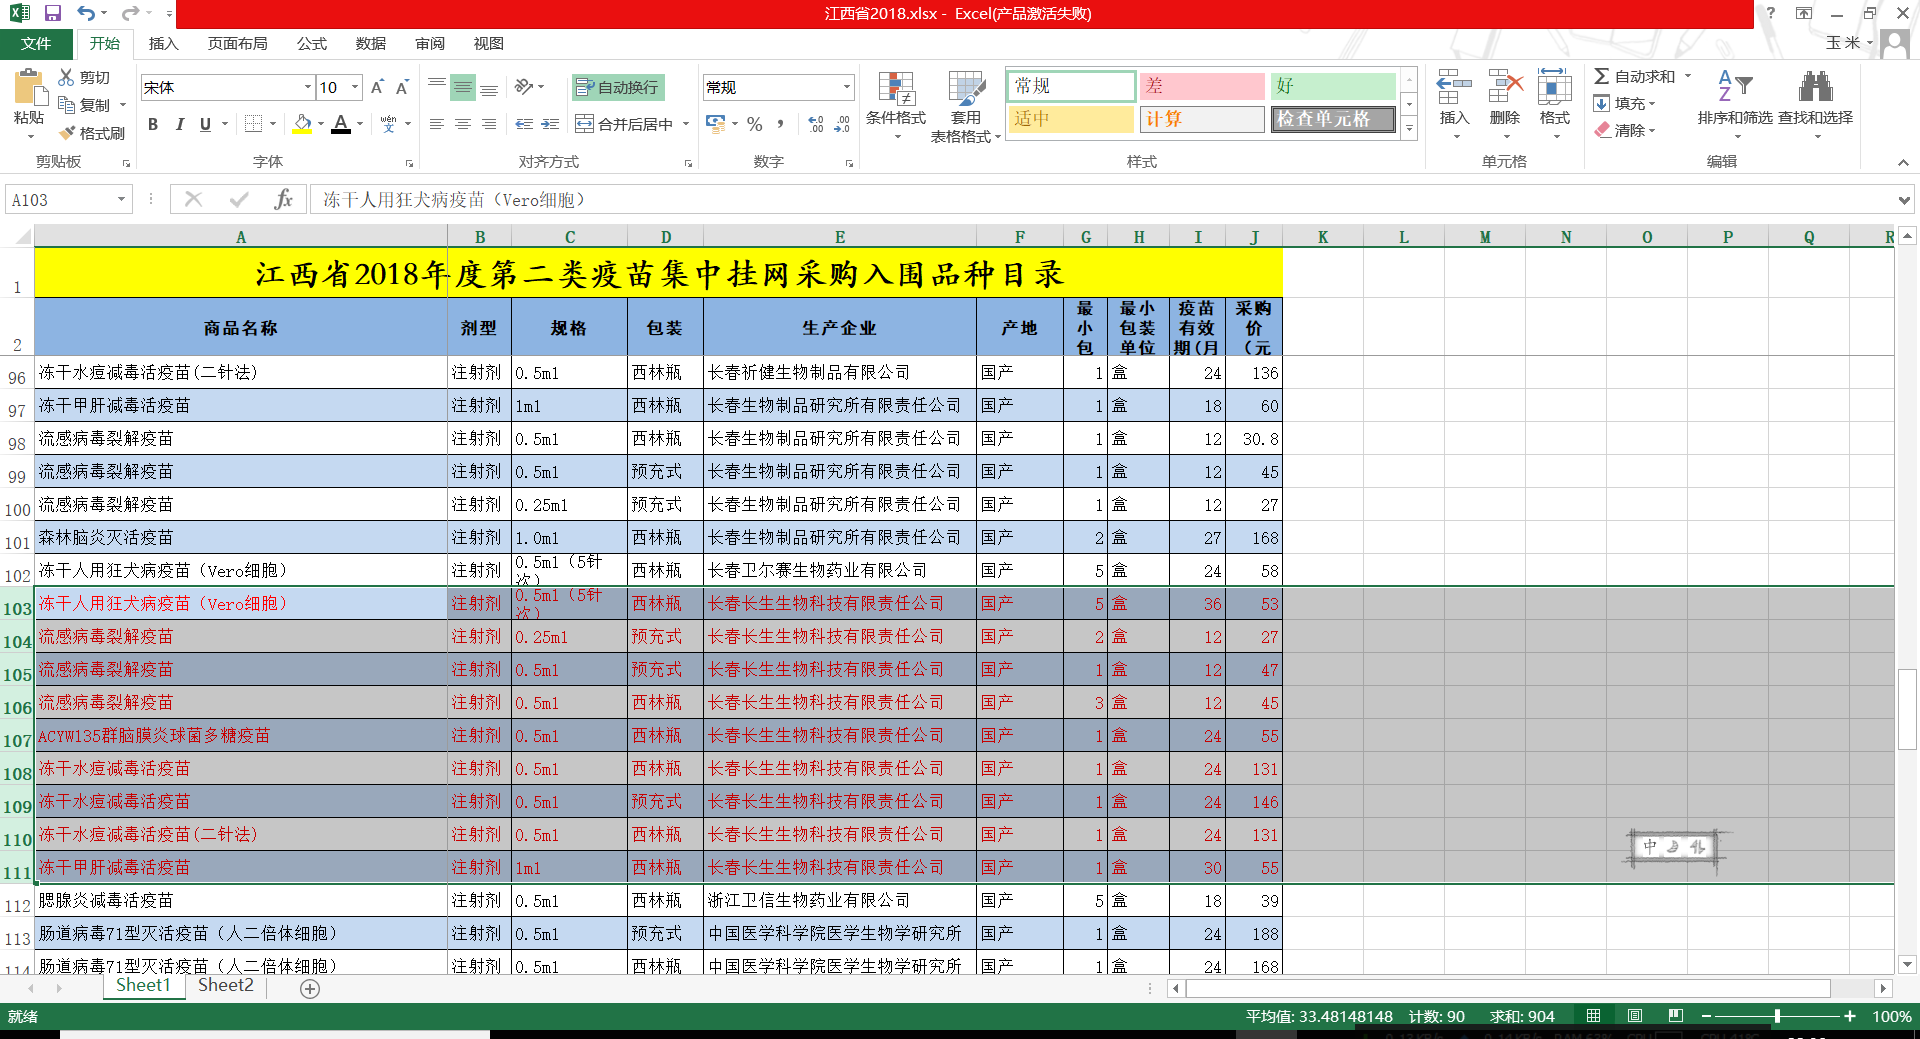 江西省2018.xlsx - Excel(产品激活失败)
文件 开始 插入 页面布局 公式 数据 审阅 视图 玉米
粘贴 剪切 复制 格式刷 剪贴板
宋体 10 B I U A 字体
自动换行 合并后居中 对齐方式
常规 % 数字
条件格式 套用表格格式 常规 差 好 适中 计算 检查单元格 样式
插入 删除 格式 单元格
自动求和 填充 清除 排序和筛选 查找和选择 编辑
A103 fx 冻干人用狂犬病疫苗（Vero细胞）
A B C D E F G H I J K L M N O P Q R
1 江西省2018年度第二类疫苗集中挂网采购入围品种目录
2 商品名称 剂型 规格 包装 生产企业 产地 最小包 最小包装单位 疫苗有效期(月 采购价（元
96 冻干水痘减毒活疫苗(二针法) 注射剂 0.5ml 西林瓶 长春祈健生物制品有限公司 国产 1 盒 24 136
97 冻干甲肝减毒活疫苗 注射剂 1ml 西林瓶 长春生物制品研究所有限责任公司 国产 1 盒 18 60
98 流感病毒裂解疫苗 注射剂 0.5ml 西林瓶 长春生物制品研究所有限责任公司 国产 1 盒 12 30.8
99 流感病毒裂解疫苗 注射剂 0.5ml 预充式 长春生物制品研究所有限责任公司 国产 1 盒 12 45
100 流感病毒裂解疫苗 注射剂 0.25ml 预充式 长春生物制品研究所有限责任公司 国产 1 盒 12 27
101 森林脑炎灭活疫苗 注射剂 1.0ml 西林瓶 长春生物制品研究所有限责任公司 国产 2 盒 27 168
102 冻干人用狂犬病疫苗（Vero细胞） 注射剂 0.5ml（5针次） 西林瓶 长春卫尔赛生物药业有限公司 国产 5 盒 24 58
103 冻干人用狂犬病疫苗（Vero细胞） 注射剂 0.5ml（5针次） 西林瓶 长春长生生物科技有限责任公司 国产 5 盒 36 53
104 流感病毒裂解疫苗 注射剂 0.25ml 预充式 长春长生生物科技有限责任公司 国产 2 盒 12 27
105 流感病毒裂解疫苗 注射剂 0.5ml 预充式 长春长生生物科技有限责任公司 国产 1 盒 12 47
106 流感病毒裂解疫苗 注射剂 0.5ml 西林瓶 长春长生生物科技有限责任公司 国产 3 盒 12 45
107 ACYW135群脑膜炎球菌多糖疫苗 注射剂 0.5ml 西林瓶 长春长生生物科技有限责任公司 国产 1 盒 24 55
108 冻干水痘减毒活疫苗 注射剂 0.5ml 西林瓶 长春长生生物科技有限责任公司 国产 1 盒 24 131
109 冻干水痘减毒活疫苗 注射剂 0.5ml 预充式 长春长生生物科技有限责任公司 国产 1 盒 24 146
110 冻干水痘减毒活疫苗(二针法) 注射剂 0.5ml 西林瓶 长春长生生物科技有限责任公司 国产 1 盒 24 131
111 冻干甲肝减毒活疫苗 注射剂 1ml 西林瓶 长春长生生物科技有限责任公司 国产 1 盒 30 55
112 腮腺炎减毒活疫苗 注射剂 0.5ml 西林瓶 浙江卫信生物药业有限公司 国产 5 盒 18 39
113 肠道病毒71型灭活疫苗（人二倍体细胞） 注射剂 0.5ml 预充式 中国医学科学院医学生物学研究所 国产 1 盒 24 188
114 肠道病毒71型灭活疫苗（人二倍体细胞） 注射剂 0.5ml 西林瓶 中国医学科学院医学生物学研究所 国产 1 盒 24 168
中
Sheet1 Sheet2
就绪 平均值: 33.48148148 计数: 90 求和: 904 100%